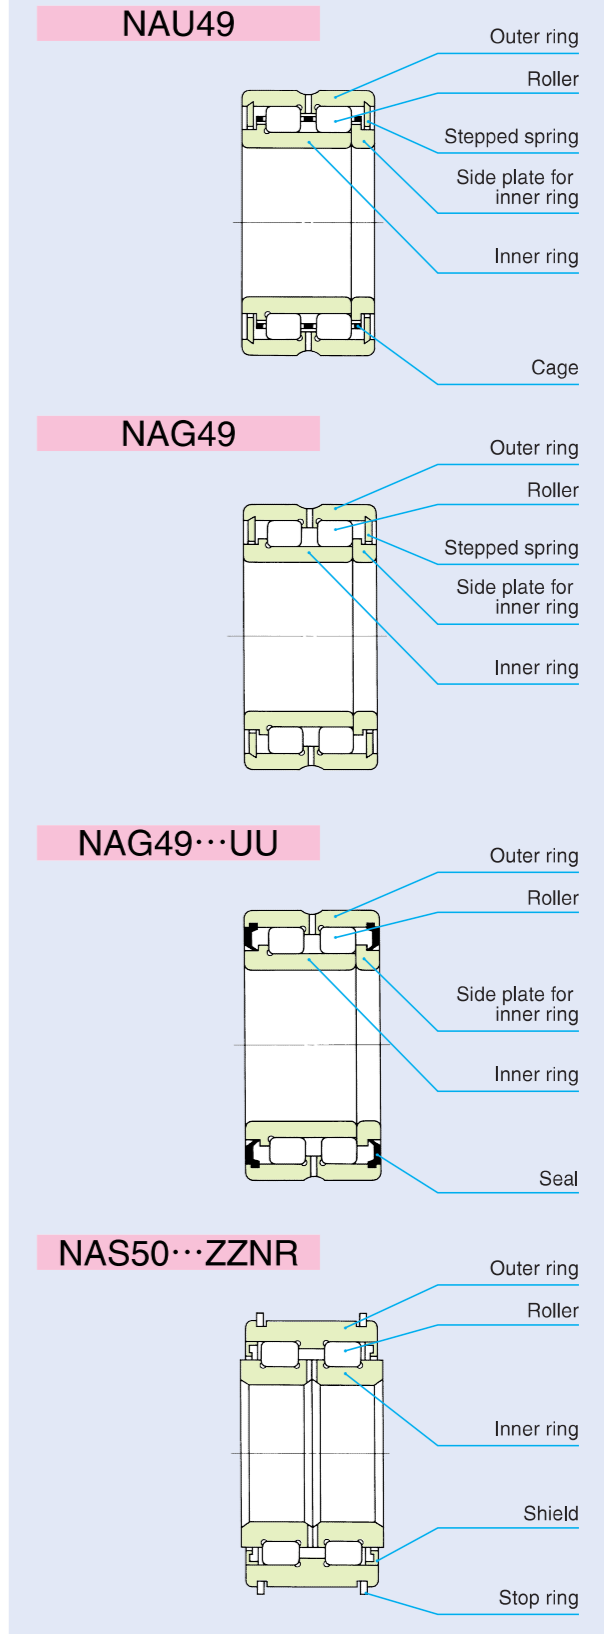 NAU49
Outer ring
Roller
Stepped spring
Side plate for
inner ring
Inner ring
Cage
NAG49
Outer ring
Roller
Stepped spring
Side plate for
inner ring
Inner ring
NAG49···UU
Outer ring
Roller
Side plate for
inner ring
Inner ring
Seal
NAS50···ZZNR
Outer ring
Roller
Inner ring
Shield
Stop ring